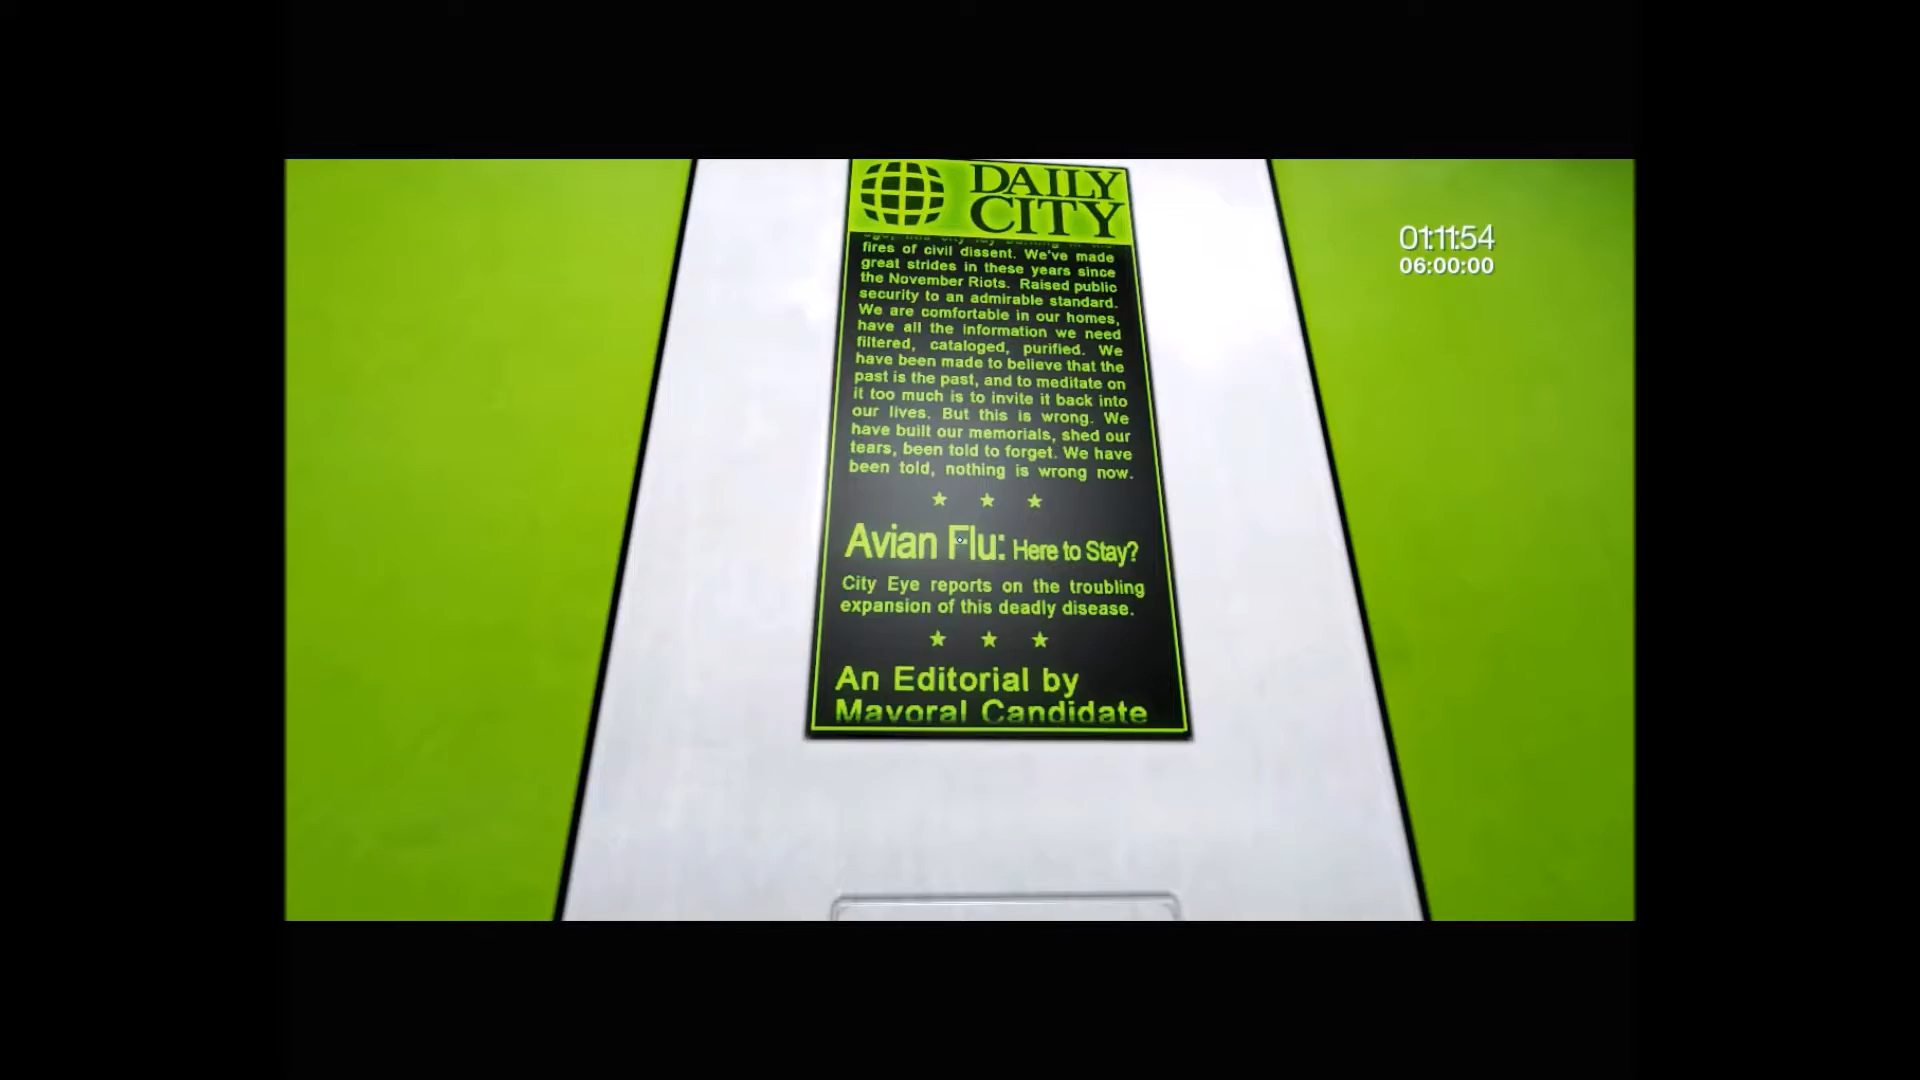 DAILY
CITY
fires of civil dissent. We've made
great strides in these years since
the November Riots. Raised public
security to an admirable standard.
We are comfortable in our homes,
have all the information we need
filtered, cataloged, purified. We
have been made to believe that the
past is the past, and to meditate on
it too much is to invite it back into
our lives. But this is wrong. We
have built our memorials, shed our
tears, been told to forget. We have
been told, nothing is wrong now.
Avian Flu: Here to Stay?
City Eye reports on the troubling
expansion of this deadly disease.
An Editorial by
Mayoral Candidate
01:11:54
06:00:00